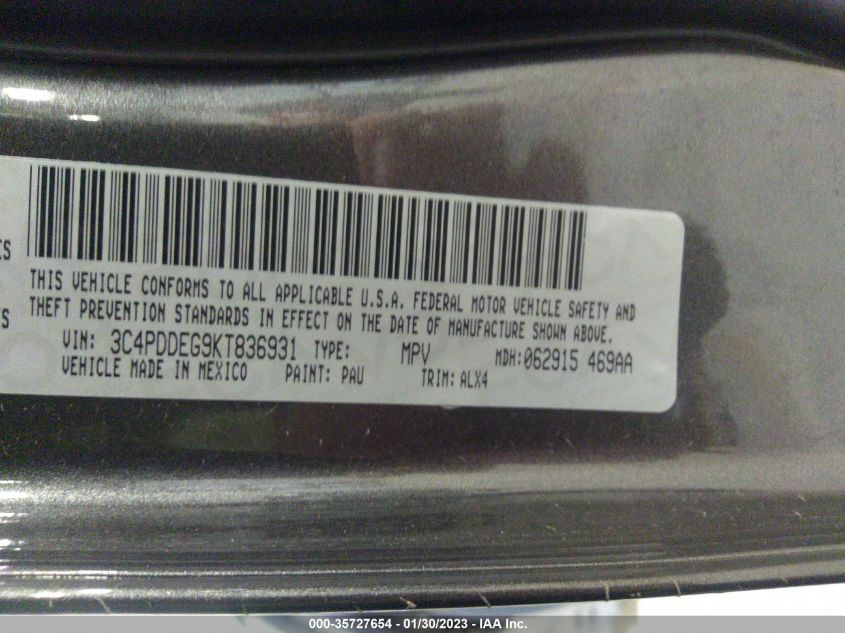 THIS VEHICLE CONFORMS TO ALL APPLICABLE U.S.A. FEDERAL MOTOR VEHICLE SAFETY AND
THEFT PREVENTION STANDARDS IN EFFECT ON THE DATE OF MANUFACTURE SHOWN ABOVE.
VIN: 3C4PDDEG9KT836931 TYPE: MPV MDH:062915 469AA
VEHICLE MADE IN MEXICO PAINT: PAU TRIM: ALX4
000-35727654 - 01/30/2023 - IAA Inc.